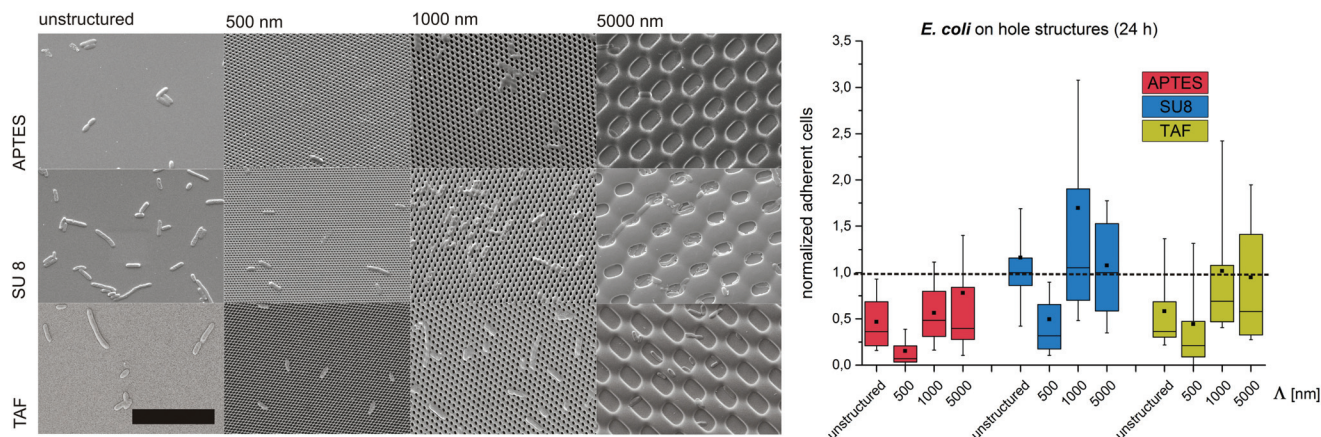 unstructured 500 nm 1000 nm 5000 nm
APTES
SU 8
TAF
E. coli on hole structures (24 h)
normalized adherent cells
3,5
3,0
2,5
2,0
1,5
1,0
0,5
0,0
APTES
SU8
TAF
unstructured 500 1000 5000 unstructured 500 1000 5000 unstructured 500 1000 5000 Λ [nm]